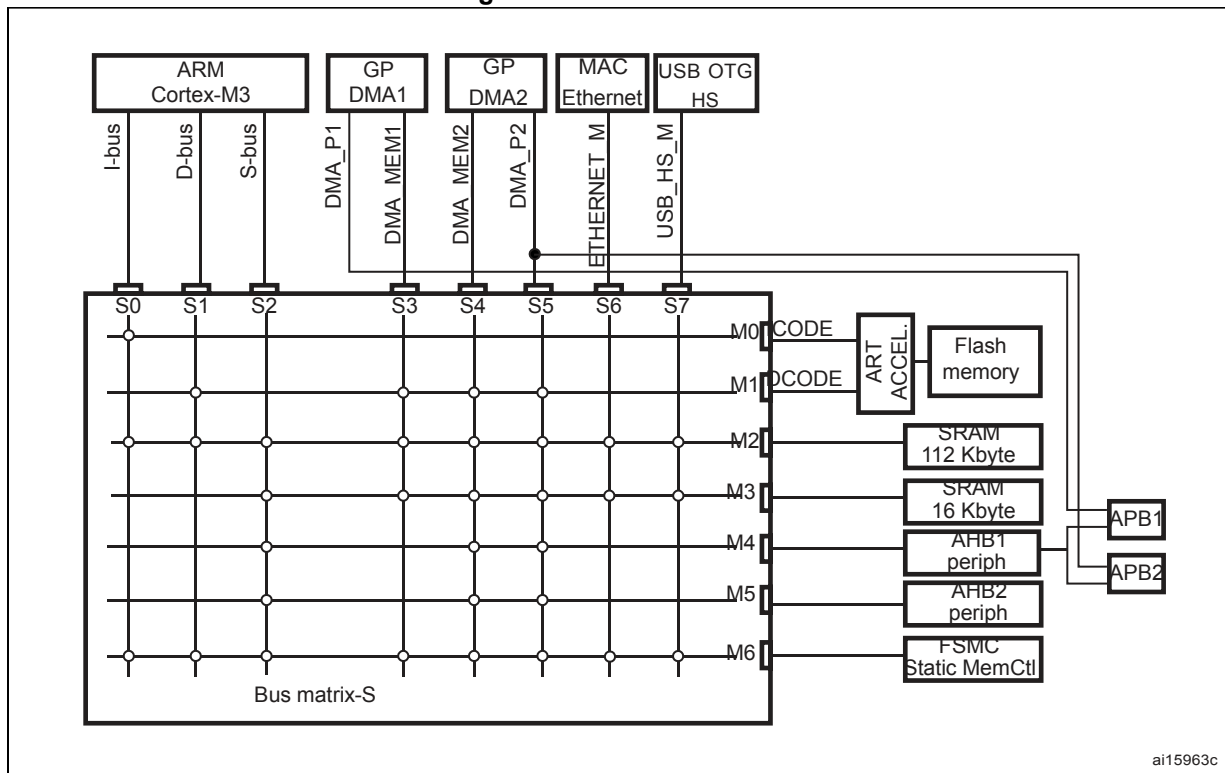 ARM
Cortex-M3
GP
DMA1
GP
DMA2
MAC
Ethernet
USB OTG
HS
I-bus
D-bus
S-bus
DMA_P1
DMA_MEM1
DMA_MEM2
DMA_P2
ETHERNET_M
USB_HS_M
S0 S1 S2 S3 S4 S5 S6 S7
M0 ICODE
M1 DCODE
ART
ACCEL.
Flash
memory
M2
SRAM
112 Kbyte
M3
SRAM
16 Kbyte
M4
AHB1
periph
M5
AHB2
periph
M6
FSMC
Static MemCtl
APB1
APB2
Bus matrix-S
ai15963c